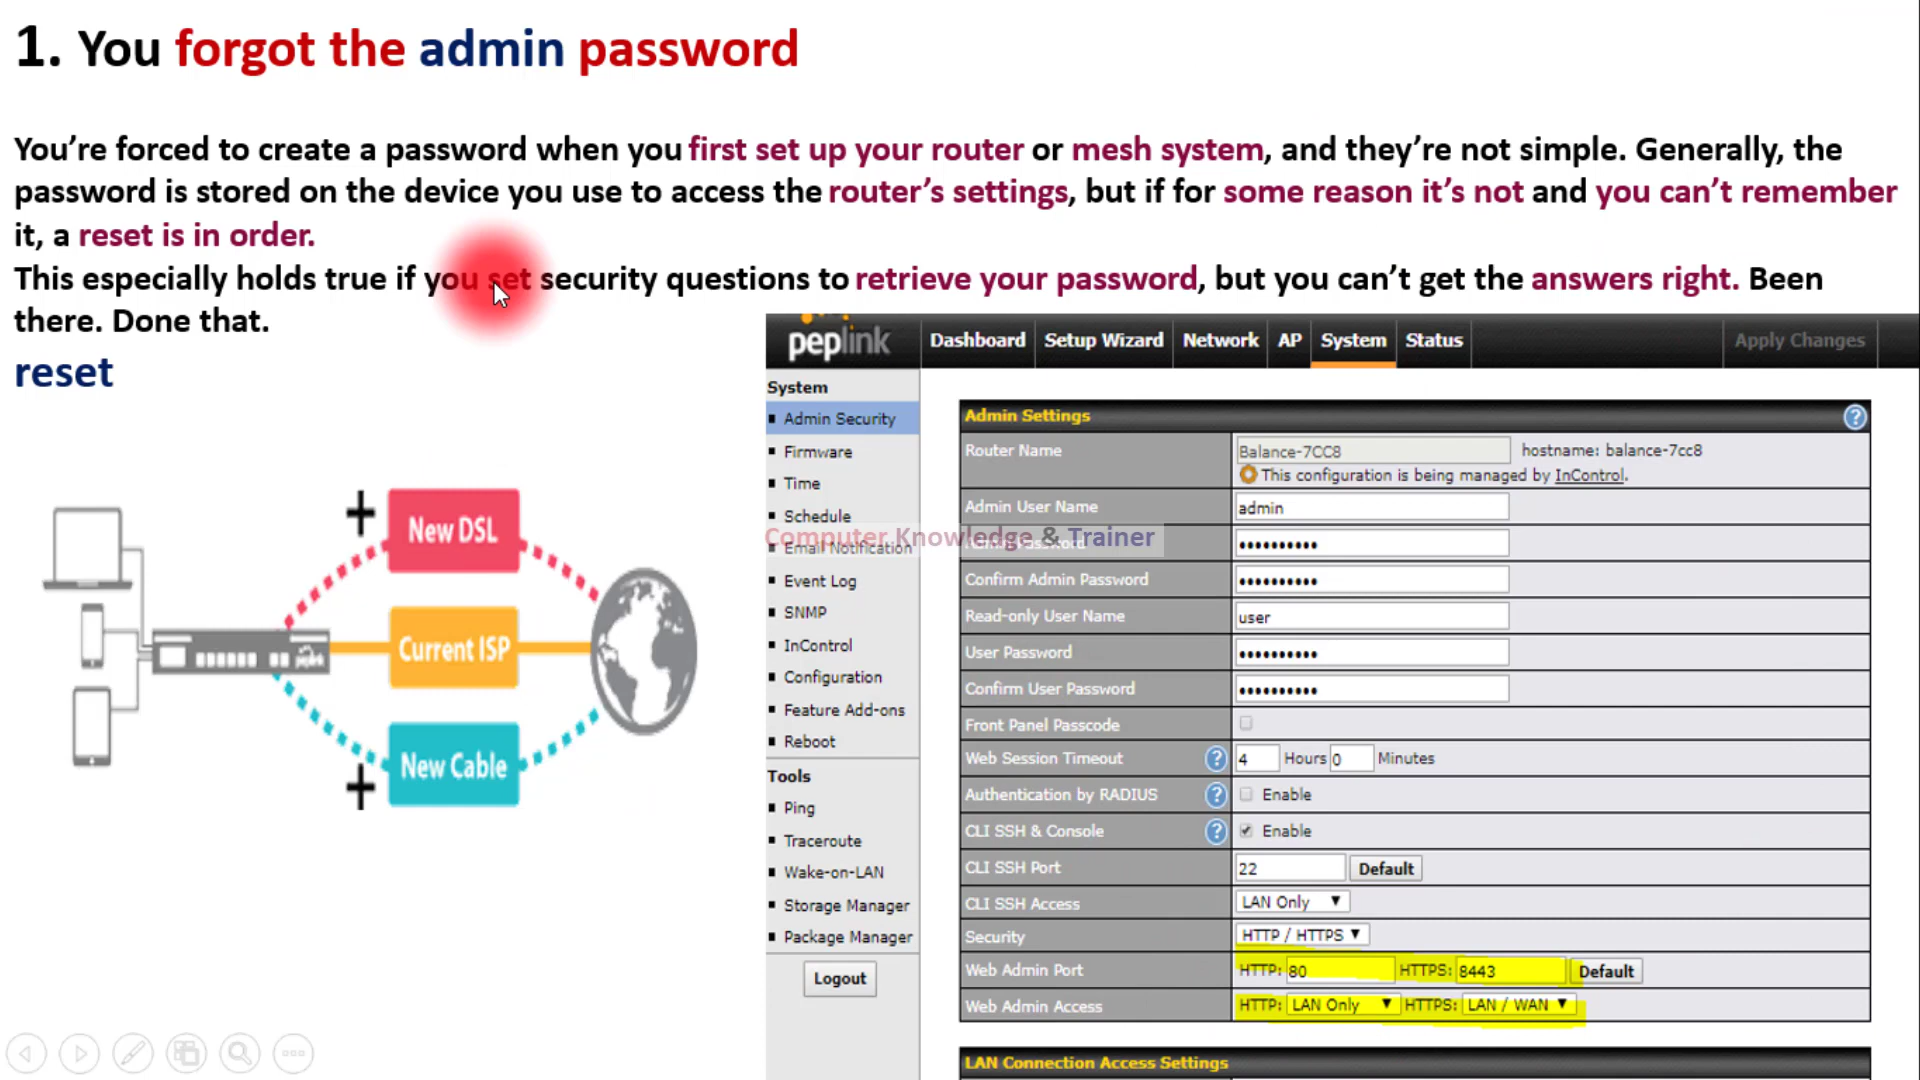 1. You forgot the admin password
You're forced to create a password when you first set up your router or mesh system, and they're not simple. Generally, the
password is stored on the device you use to access the router's settings, but if for some reason it's not and you can't remember
it, a reset is in order.
This especially holds true if you set security questions to retrieve your password, but you can't get the answers right. Been
there. Done that.
reset
+
New DSL
Current ISP
New Cable
+
peplink
Dashboard Setup Wizard Network AP System Status Apply Changes
System
Admin Security
Firmware
Time
Schedule
Email Notification
Event Log
SNMP
InControl
Configuration
Feature Add-ons
Reboot
Tools
Ping
Traceroute
Wake-on-LAN
Storage Manager
Package Manager
Logout
Computer Knowledge & Trainer
Admin Settings ?
Router Name Balance-7CC8 hostname: balance-7cc8
This configuration is being managed by InControl.
Admin User Name admin
Admin Password ••••••••••
Confirm Admin Password ••••••••••
Read-only User Name user
User Password ••••••••••
Confirm User Password ••••••••••
Front Panel Passcode
Web Session Timeout ? 4 Hours 0 Minutes
Authentication by RADIUS ? Enable
CLI SSH & Console ? Enable
CLI SSH Port 22 Default
CLI SSH Access LAN Only
Security HTTP / HTTPS
Web Admin Port HTTP: 80 HTTPS: 8443 Default
Web Admin Access HTTP: LAN Only HTTPS: LAN / WAN
LAN Connection Access Settings